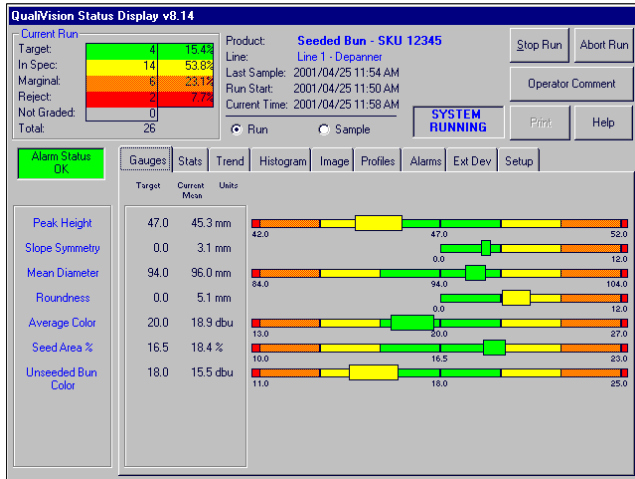 QualiVision Status Display v8.14
Current Run
Target: 4 15.4%
In Spec: 14 53.8%
Marginal: 6 23.1%
Reject: 2 7.7%
Not Graded: 0
Total: 26
Product: Seeded Bun - SKU 12345
Line: Line 1 - Depanner
Last Sample: 2001/04/25 11:54 AM
Run Start: 2001/04/25 11:50 AM
Current Time: 2001/04/25 11:58 AM
Run Sample
SYSTEM RUNNING
Stop Run Abort Run
Operator Comment
Print Help
Alarm Status
OK
Gauges Stats Trend Histogram Image Profiles Alarms Ext Dev Setup
Target Current Mean Units
Peak Height 47.0 45.3 mm
42.0 47.0 52.0
Slope Symmetry 0.0 3.1 mm
0.0 12.0
Mean Diameter 94.0 96.0 mm
84.0 94.0 104.0
Roundness 0.0 5.1 mm
0.0 12.0
Average Color 20.0 18.9 dbu
13.0 20.0 27.0
Seed Area % 16.5 18.4 %
10.0 16.5 23.0
Unseeded Bun Color 18.0 15.5 dbu
11.0 18.0 25.0